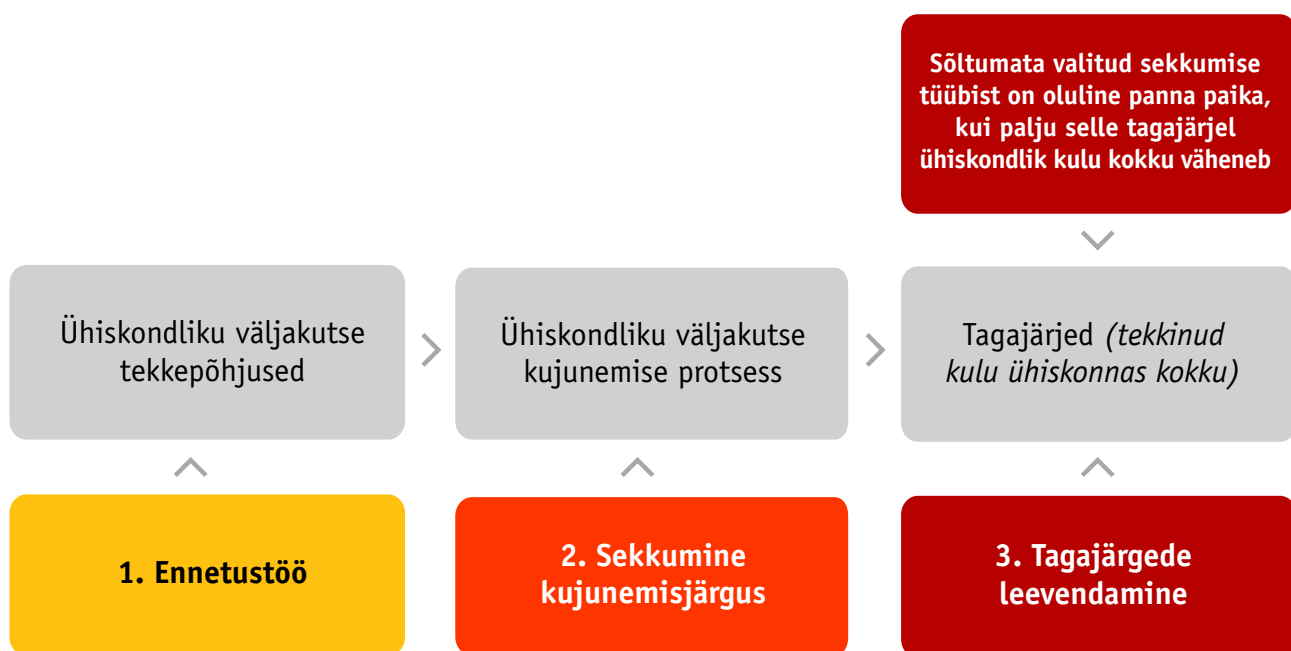 Sõltumata valitud sekkumise
tüübist on oluline panna paika,
kui palju selle tagajärjel
ühiskondlik kulu kokku väheneb
Ühiskondliku väljakutse
tekkepõhjused
Ühiskondliku väljakutse
kujunemise protsess
Tagajärjed (tekkinud
kulu ühiskonnas kokku)
1. Ennetustöö
2. Sekkumine
kujunemisjärgus
3. Tagajärgede
leevendamine